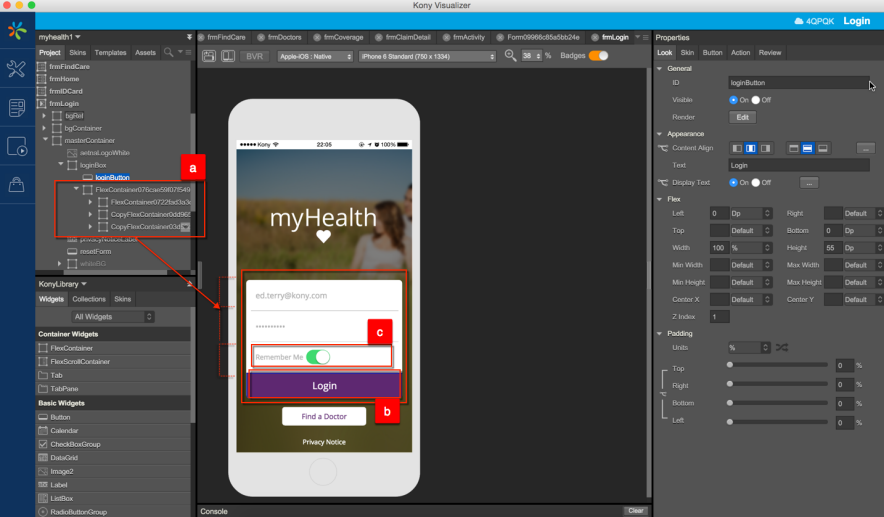 Kony Visualizer
4QPQK Login
myhealth1
frmFindCare frmDoctors frmCoverage frmClaimDetail frmActivity Form09966c85a5bb24e frmLogin
Properties
Project Skins Templates Assets
BVR Apple-iOS : Native iPhone 6 Standard (750 x 1334) 38 % Badges
Look Skin Button Action Review
frmFindCare
frmHome
frmIDCard
frmLogin
bgContainer
masterContainer
aetnaLogoWhite
loginBox
loginButton
FlexContainer0722fad3a3
CopyFlexContainer0dd965
CopyFlexContainer03d
resetForm
whiteBG
a
KonyLibrary
Widgets Collections Skins
All Widgets
Container Widgets
FlexContainer
FlexScrollContainer
Tab
TabPane
Basic Widgets
Button
Calendar
CheckBoxGroup
DataGrid
Image2
Label
ListBox
RadioButtonGroup
Kony 22:05 100%
myHealth
ed.terry@kony.com
••••••••••
c
Remember Me
Login
b
Find a Doctor
Privacy Notice
Console Clear
General
ID loginButton
Visible On Off
Render Edit
Appearance
Content Align ...
Text Login
Display Text On Off ...
Flex
Left 0 Dp Right Default
Top Default Bottom 0 Dp
Width 100 % Height 55 Dp
Min Width Default Max Width Default
Min Height Default Max Height Default
Center X Default Center Y Default
Z Index 1
Padding
Units %
Top 0 %
Right 0 %
Bottom 0 %
Left 0 %